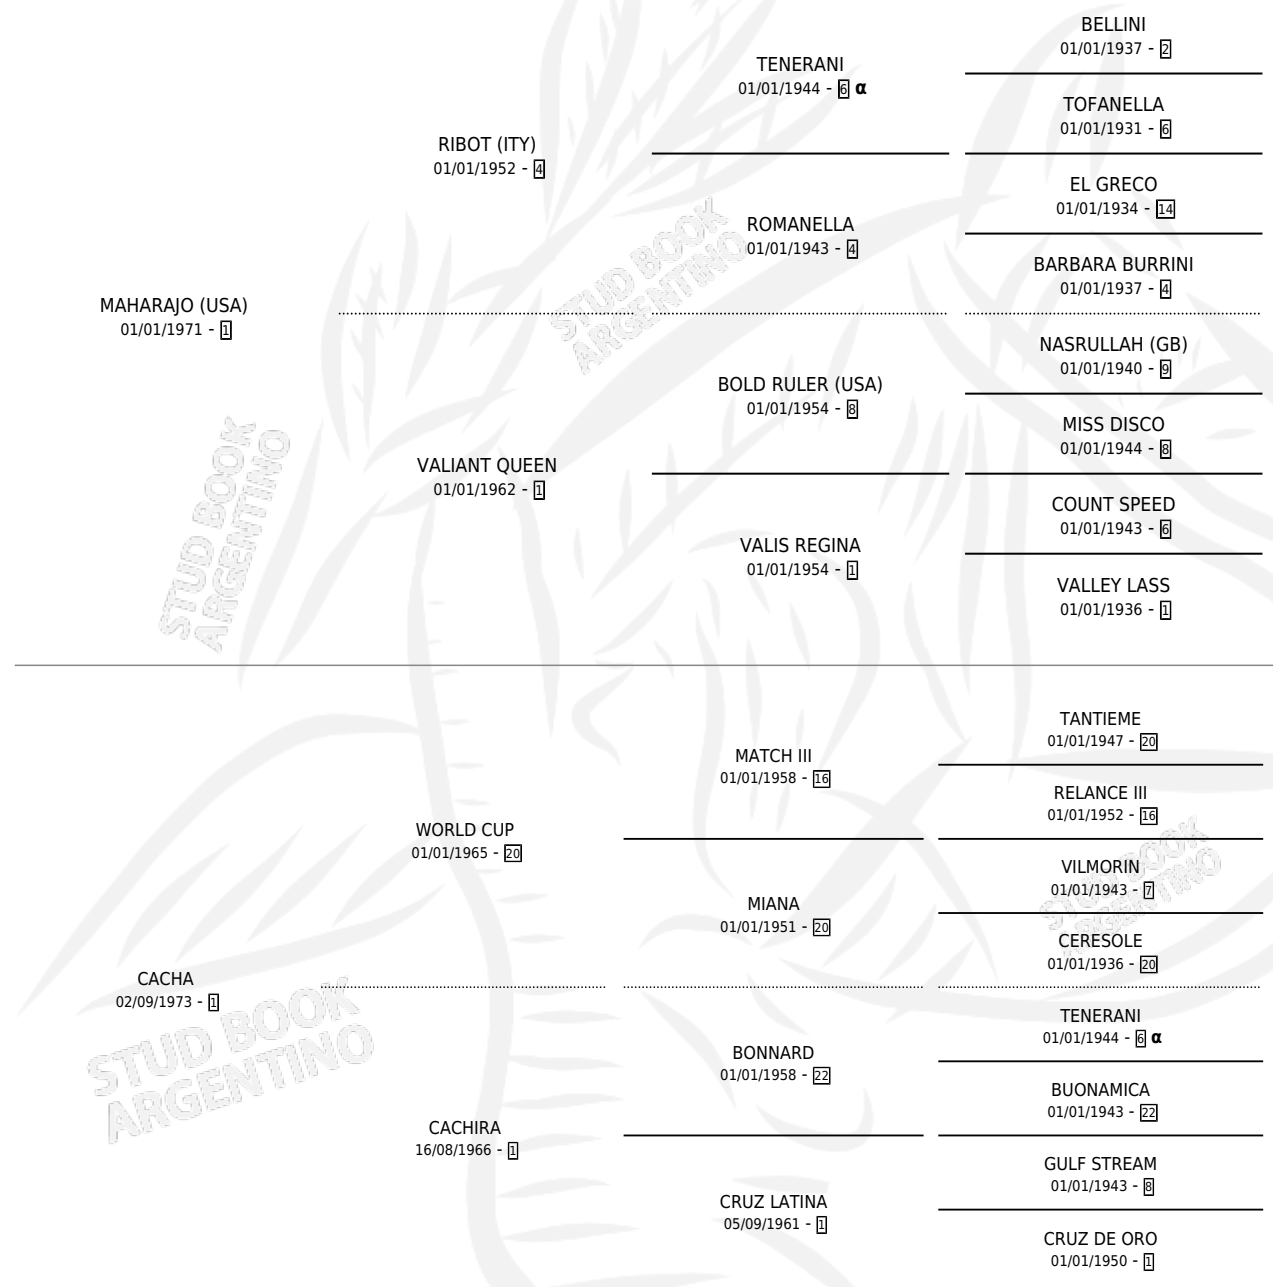 BELLINI
01/01/1937 - 2
TENERANI
01/01/1944 - 6 α
TOFANELLA
01/01/1931 - 6
RIBOT (ITY)
01/01/1952 - 4
EL GRECO
01/01/1934 - 14
ROMANELLA
01/01/1943 - 4
BARBARA BURRINI
01/01/1937 - 4
MAHARAJO (USA)
01/01/1971 - 1
NASRULLAH (GB)
01/01/1940 - 9
BOLD RULER (USA)
01/01/1954 - 8
MISS DISCO
01/01/1944 - 8
VALIANT QUEEN
01/01/1962 - 1
COUNT SPEED
01/01/1943 - 6
VALIS REGINA
01/01/1954 - 1
VALLEY LASS
01/01/1936 - 1
TANTIEME
01/01/1947 - 20
MATCH III
01/01/1958 - 16
RELANCE III
01/01/1952 - 16
WORLD CUP
01/01/1965 - 20
VILMORIN
01/01/1943 - 7
MIANA
01/01/1951 - 20
CERESOLE
01/01/1936 - 20
CACHA
02/09/1973 - 1
TENERANI
01/01/1944 - 6 α
BONNARD
01/01/1958 - 22
BUONAMICA
01/01/1943 - 22
CACHIRA
16/08/1966 - 1
GULF STREAM
01/01/1943 - 8
CRUZ LATINA
05/09/1961 - 1
CRUZ DE ORO
01/01/1950 - 1
STUD BOOK
ARGENTINO
STUD BOOK
ARGENTINO
STUD BOOK
ARGENTINO
STUD BOOK
ARGENTINO